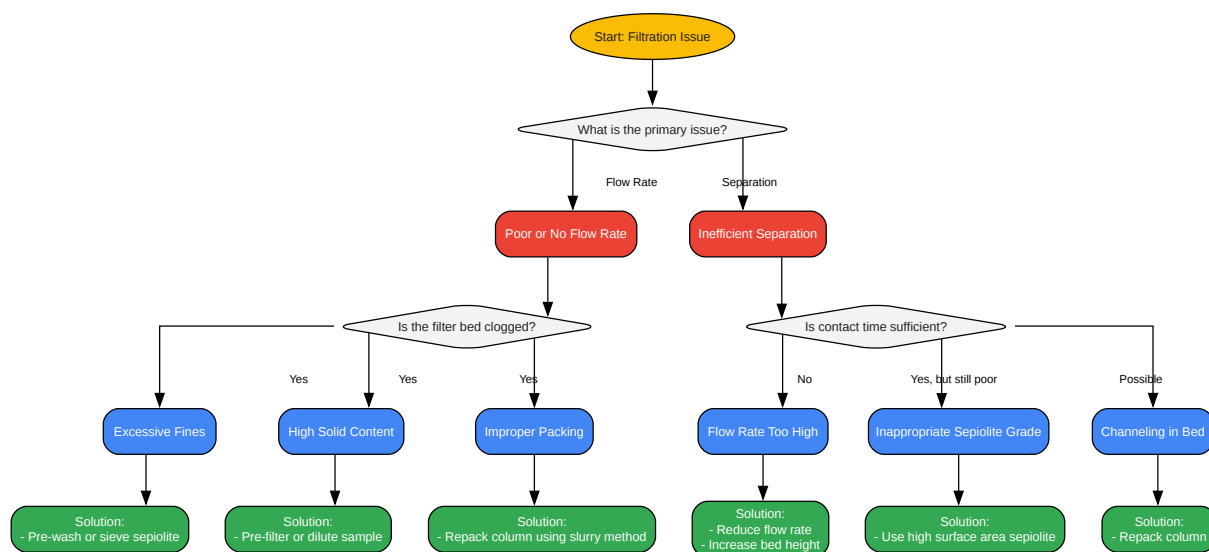 Start: Filtration Issue
What is the primary issue?
Flow Rate
Separation
Poor or No Flow Rate
Inefficient Separation
Is the filter bed clogged?
Is contact time sufficient?
Yes
Yes
Yes
No
Yes, but still poor
Possible
Excessive Fines
High Solid Content
Improper Packing
Flow Rate Too High
Inappropriate Sepiolite Grade
Channeling in Bed
Solution:
- Pre-wash or sieve sepiolite
Solution:
- Pre-filter or dilute sample
Solution:
- Repack column using slurry method
Solution:
- Reduce flow rate
- Increase bed height
Solution:
- Use high surface area sepiolite
Solution:
- Repack column